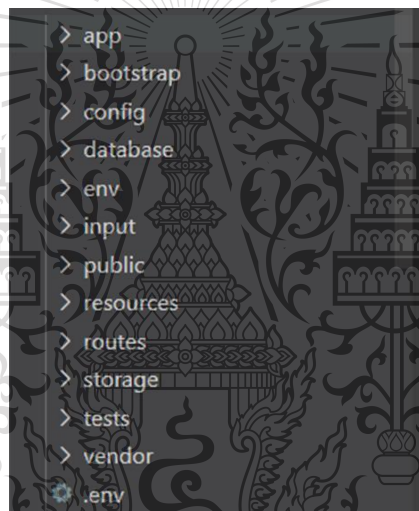 app
bootstrap
config
database
env
input
public
resources
routes
storage
tests
vendor
.env